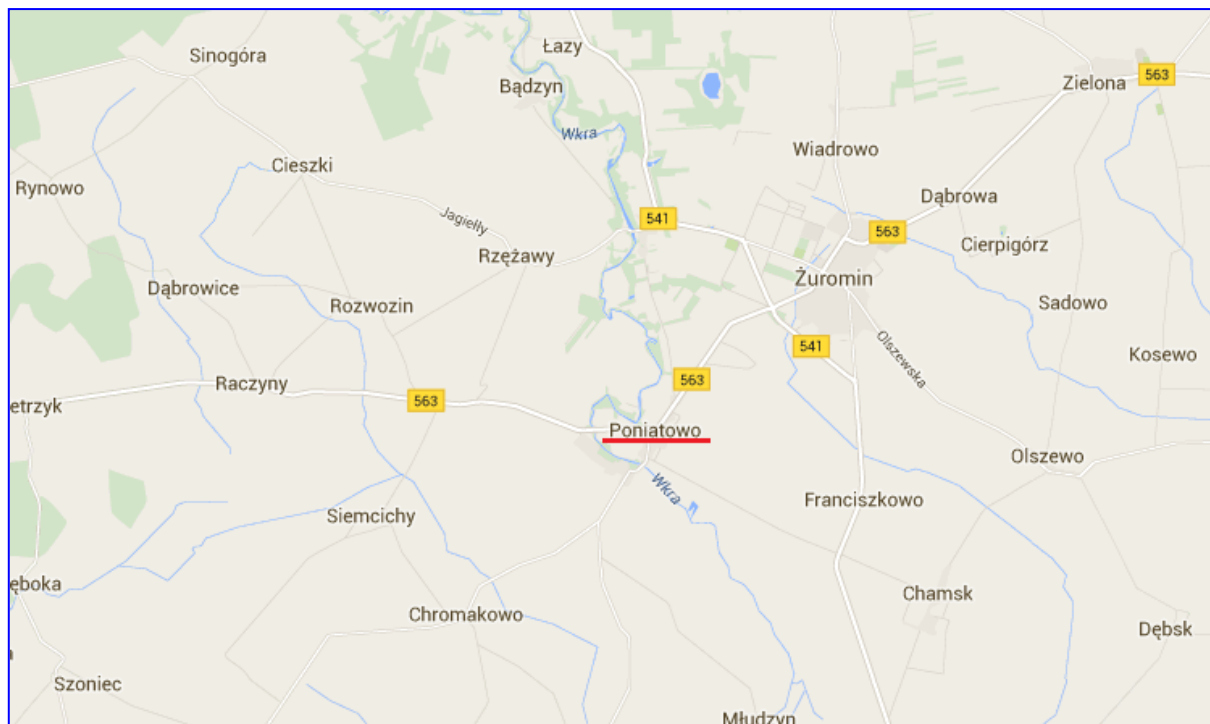 Łazy
Sinogóra
563
Zielona
Bądzyn
Wkra
Wiadrowo
Cieszki
Rynowo
Dąbrowa
Jagiełły
541
563
Cierpigórz
Rzężawy
Żuromin
Dąbrowice
Rozwozin
Sadowo
541
Olszewska
Kosewo
563
Raczyny
563
etrzyk
Poniatowo
Olszewo
Wkra
Franciszkowo
Siemcichy
ęboka
Chamsk
Chromakowo
Dębsk
Szoniec
Młudzyn